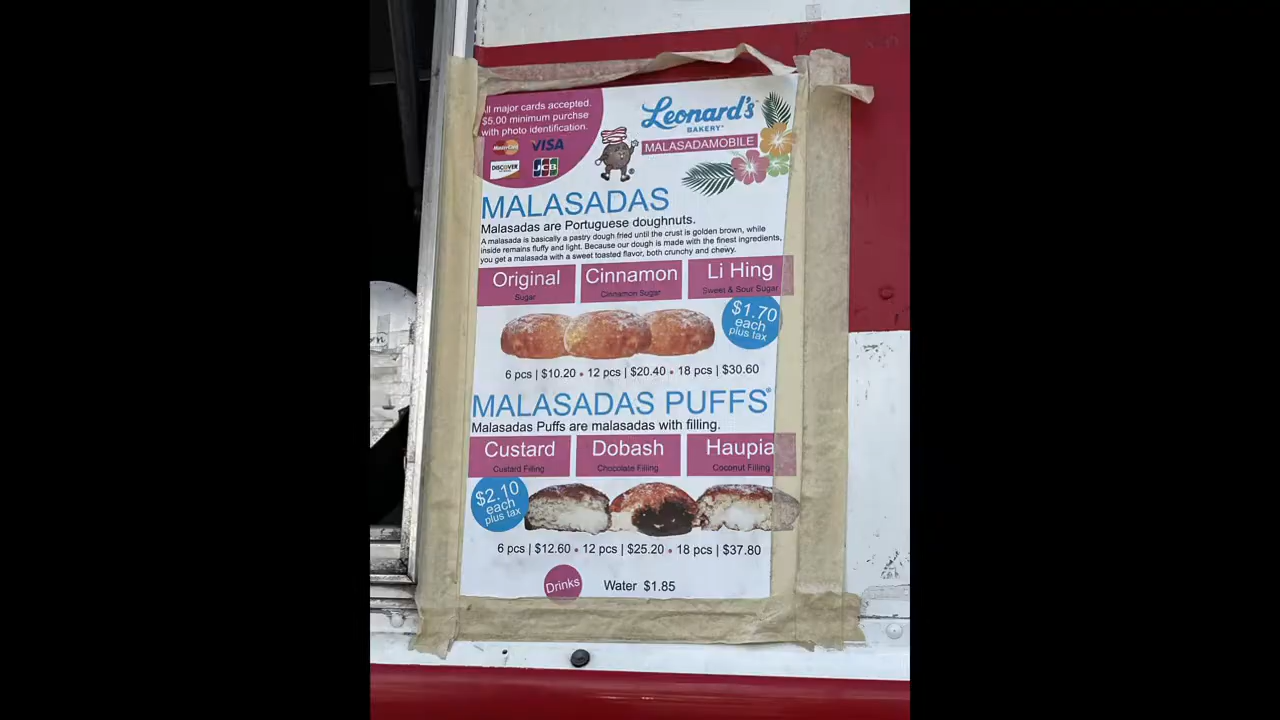 All major cards accepted.
$5.00 minimum purchse
with photo identification.
MasterCard
VISA
DISCOVER
JCB
Leonard's
BAKERY
MALASADAMOBILE
MALASADAS
Malasadas are Portuguese doughnuts.
A malasada is basically a pastry dough fried until the crust is golden brown, while
inside remains fluffy and light. Because our dough is made with the finest ingredients,
you get a malasada with a sweet toasted flavor, both crunchy and chewy.
Original
Sugar
Cinnamon
Cinnamon Sugar
Li Hing
Sweet & Sour Sugar
$1.70
each
plus tax
6 pcs | $10.20 • 12 pcs | $20.40 • 18 pcs | $30.60
MALASADAS PUFFS®
Malasadas Puffs are malasadas with filling.
Custard
Custard Filling
Dobash
Chocolate Filling
Haupia
Coconut Filling
$2.10
each
plus tax
6 pcs | $12.60 • 12 pcs | $25.20 • 18 pcs | $37.80
Drinks
Water $1.85